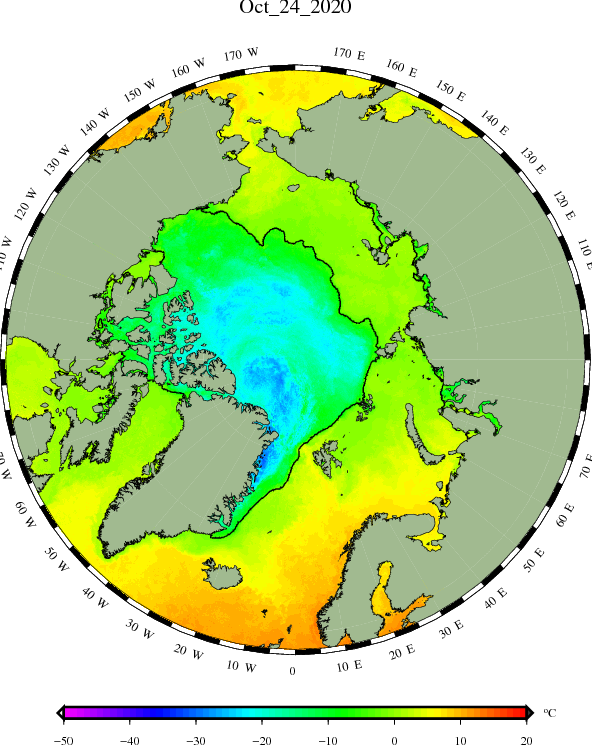 Oct_24_2020
170 W
170 E
160 W
160 E
150 W
150 E
140 W
140 E
130 W
130 E
120 W
120 E
110 E
70 E
60 W
60 E
50 W
50 E
40 W
40 E
30 W
30 E
20 W
20 E
10 W
10 E
0
°C
−50 −40 −30 −20 −10 0 10 20